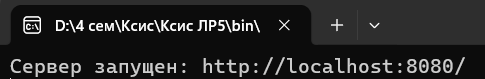 D:\4 сем\Ксис\Ксис ЛР5\bin\
Сервер запущен: http://localhost:8080/